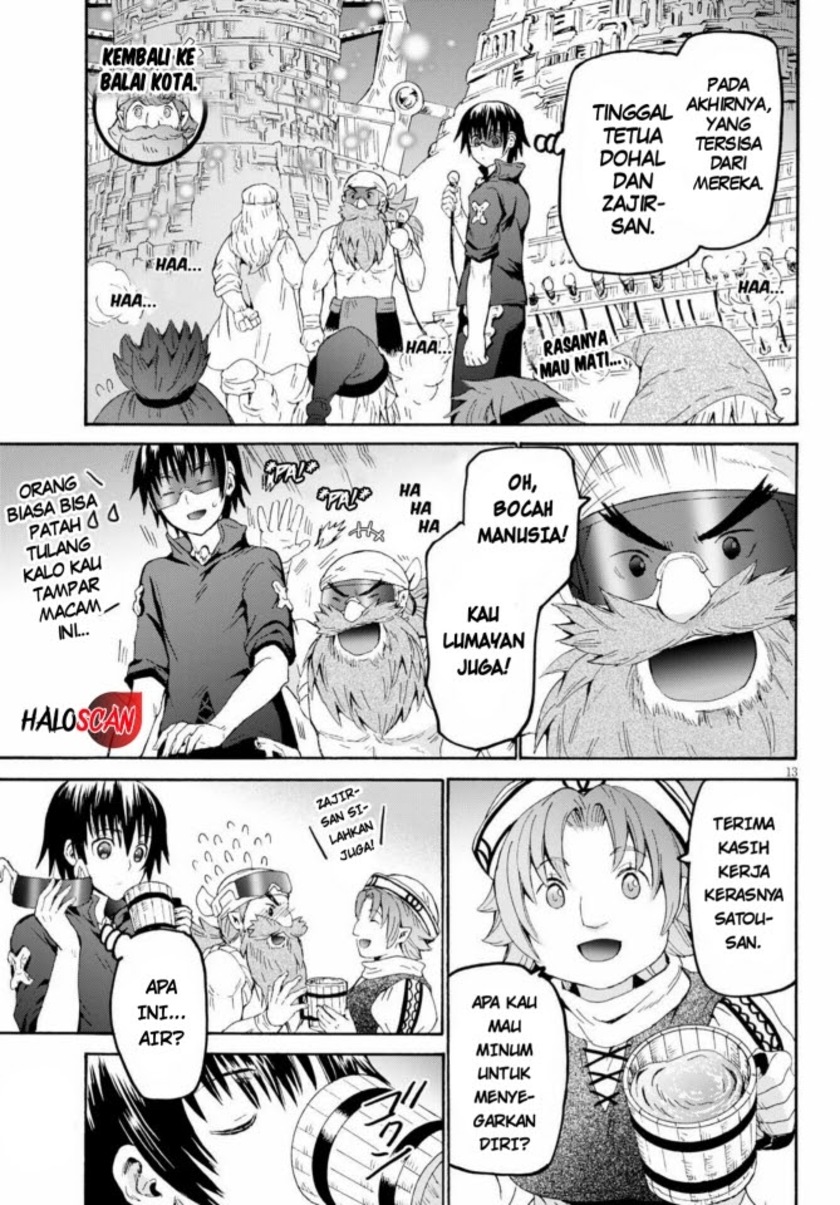 PADA
AKHIRNYA,
YANG
TERSISA
DARI
MEREKA.
TINGGAL
TETUA
DOHAL
DAN
ZAJIR-
SAN.
KEMBALI KE
BALAI KOTA.
HAA...
HAA...
HAA...
HAA...
RASANYA
MAU MATI...
OH,
BOCAH
MANUSIA!
KAU
LUMAYAN
JUGA!
HA
HA
HA
*PA!*
*PA!*
ORANG
BIASA BISA
PATAH
TULANG
KALO KAU
TAMPAR
MACAM
INI...
HALOSCAN
13
TERIMA
KASIH
KERJA
KERASNYA
SATOU-
SAN.
APA KAU
MAU
MINUM
UNTUK
MENYE-
GARKAN
DIRI?
ZAJIR-
SAN SI-
LAHKAN
JUGA!
APA
INI...
AIR?